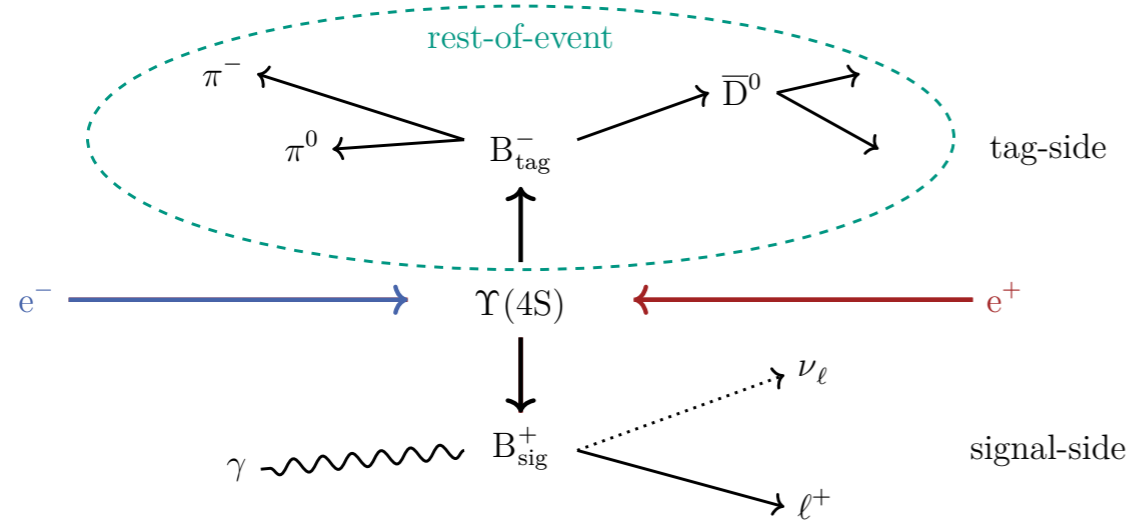 rest-of-event
π⁻
D̅⁰
π⁰
B⁻tag
tag-side
e⁻
Υ(4S)
e⁺
νℓ
γ
B⁺sig
signal-side
ℓ⁺